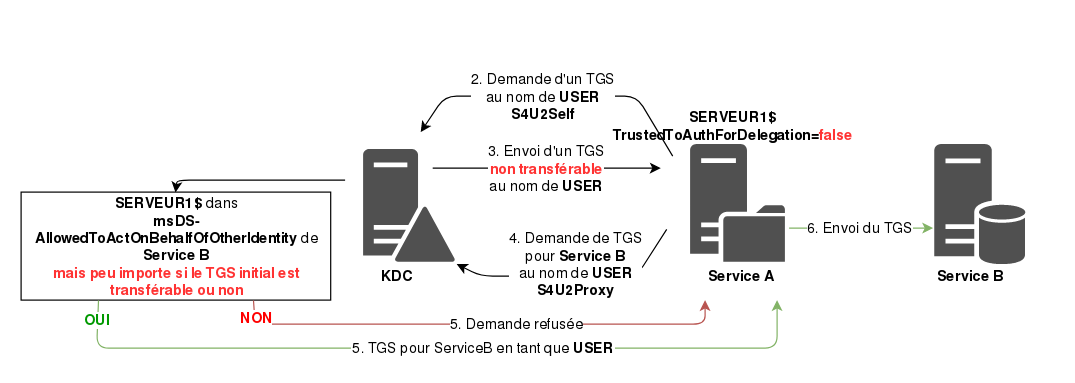 2. Demande d'un TGS
au nom de USER
S4U2Self
SERVEUR1$
TrustedToAuthForDelegation=false
3. Envoi d'un TGS
non transférable
au nom de USER
SERVEUR1$ dans
msDS-
AllowedToActOnBehalfOfOtherIdentity de
Service B
mais peu importe si le TGS initial est
transférable ou non
4. Demande de TGS
pour Service B
au nom de USER
S4U2Proxy
6. Envoi du TGS
KDC
Service A
Service B
OUI
NON
5. Demande refusée
5. TGS pour ServiceB en tant que USER